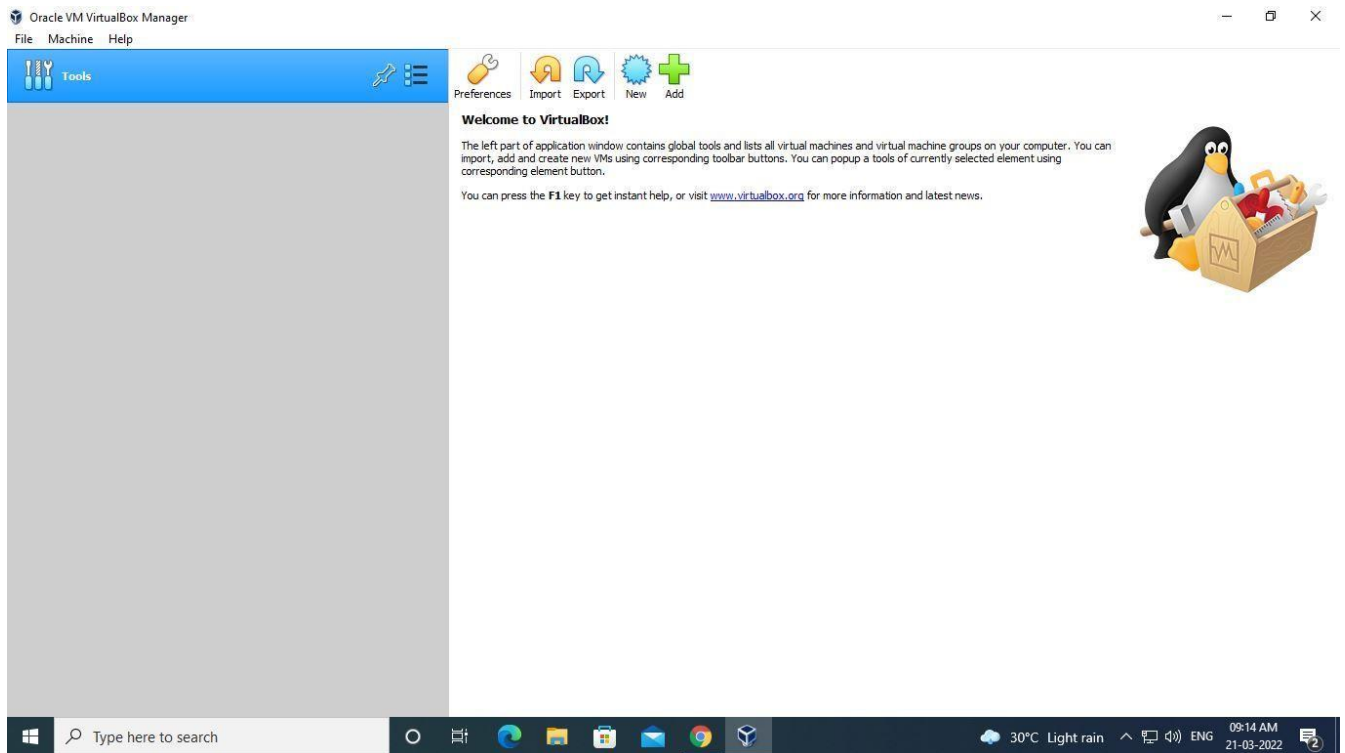 Oracle VM VirtualBox Manager
File Machine Help
Tools
Preferences Import Export New Add
Welcome to VirtualBox!
The left part of application window contains global tools and lists all virtual machines and virtual machine groups on your computer. You can
import, add and create new VMs using corresponding toolbar buttons. You can popup a tools of currently selected element using
corresponding element button.
You can press the F1 key to get instant help, or visit www.virtualbox.org for more information and latest news.
Type here to search
30°C Light rain
ENG
09:14 AM
21-03-2022
2